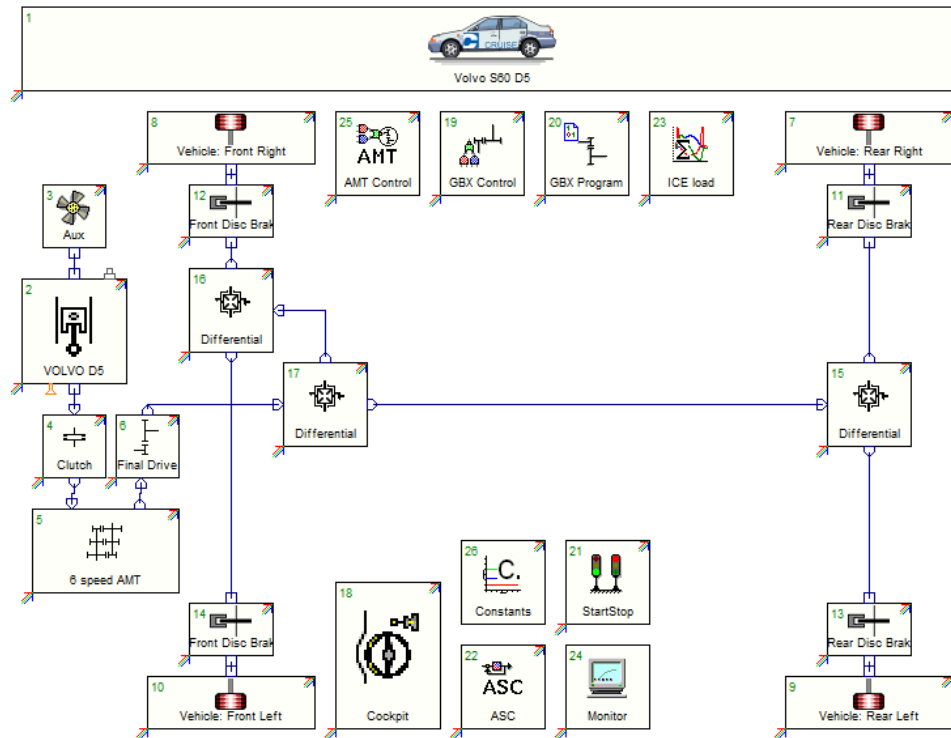 1
CRUISE
Volvo S60 D5
8
Vehicle: Front Right
25
AMT
AMT Control
19
GBX Control
20
GBX Program
23
ICE load
7
Vehicle: Rear Right
3
Aux
12
Front Disc Brak
11
Rear Disc Brak
2
VOLVO D5
16
Differential
17
Differential
15
Differential
4
Clutch
6
Final Drive
5
6 speed AMT
26
C.
Constants
21
StartStop
14
Front Disc Brak
18
Cockpit
13
Rear Disc Brak
22
ASC
ASC
24
Monitor
10
Vehicle: Front Left
9
Vehicle: Rear Left